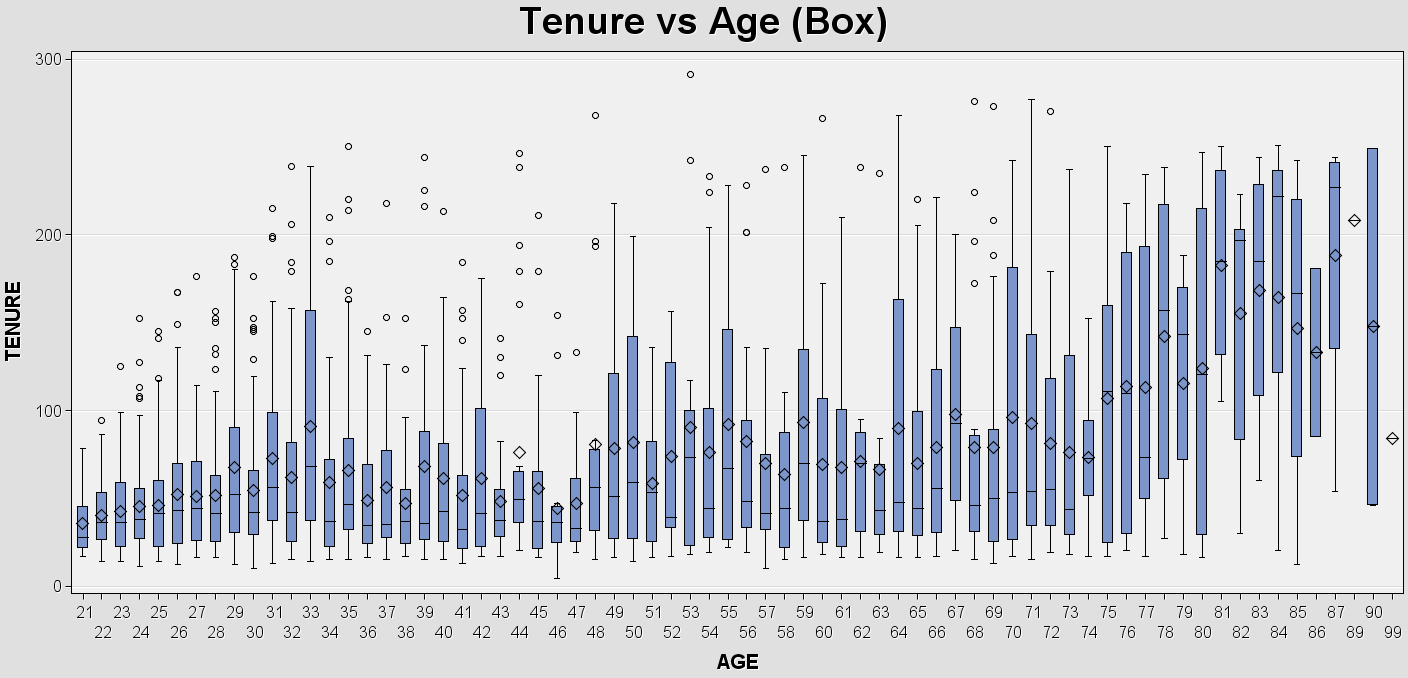 Tenure vs Age (Box)
300
200
100
0
TENURE
21 23 25 27 29 31 33 35 37 39 41 43 45 47 49 51 53 55 57 59 61 63 65 67 69 71 73 75 77 79 81 83 85 87 90
22 24 26 28 30 32 34 36 38 40 42 44 46 48 50 52 54 56 58 60 62 64 66 68 70 72 74 76 78 80 82 84 86 89 99
AGE